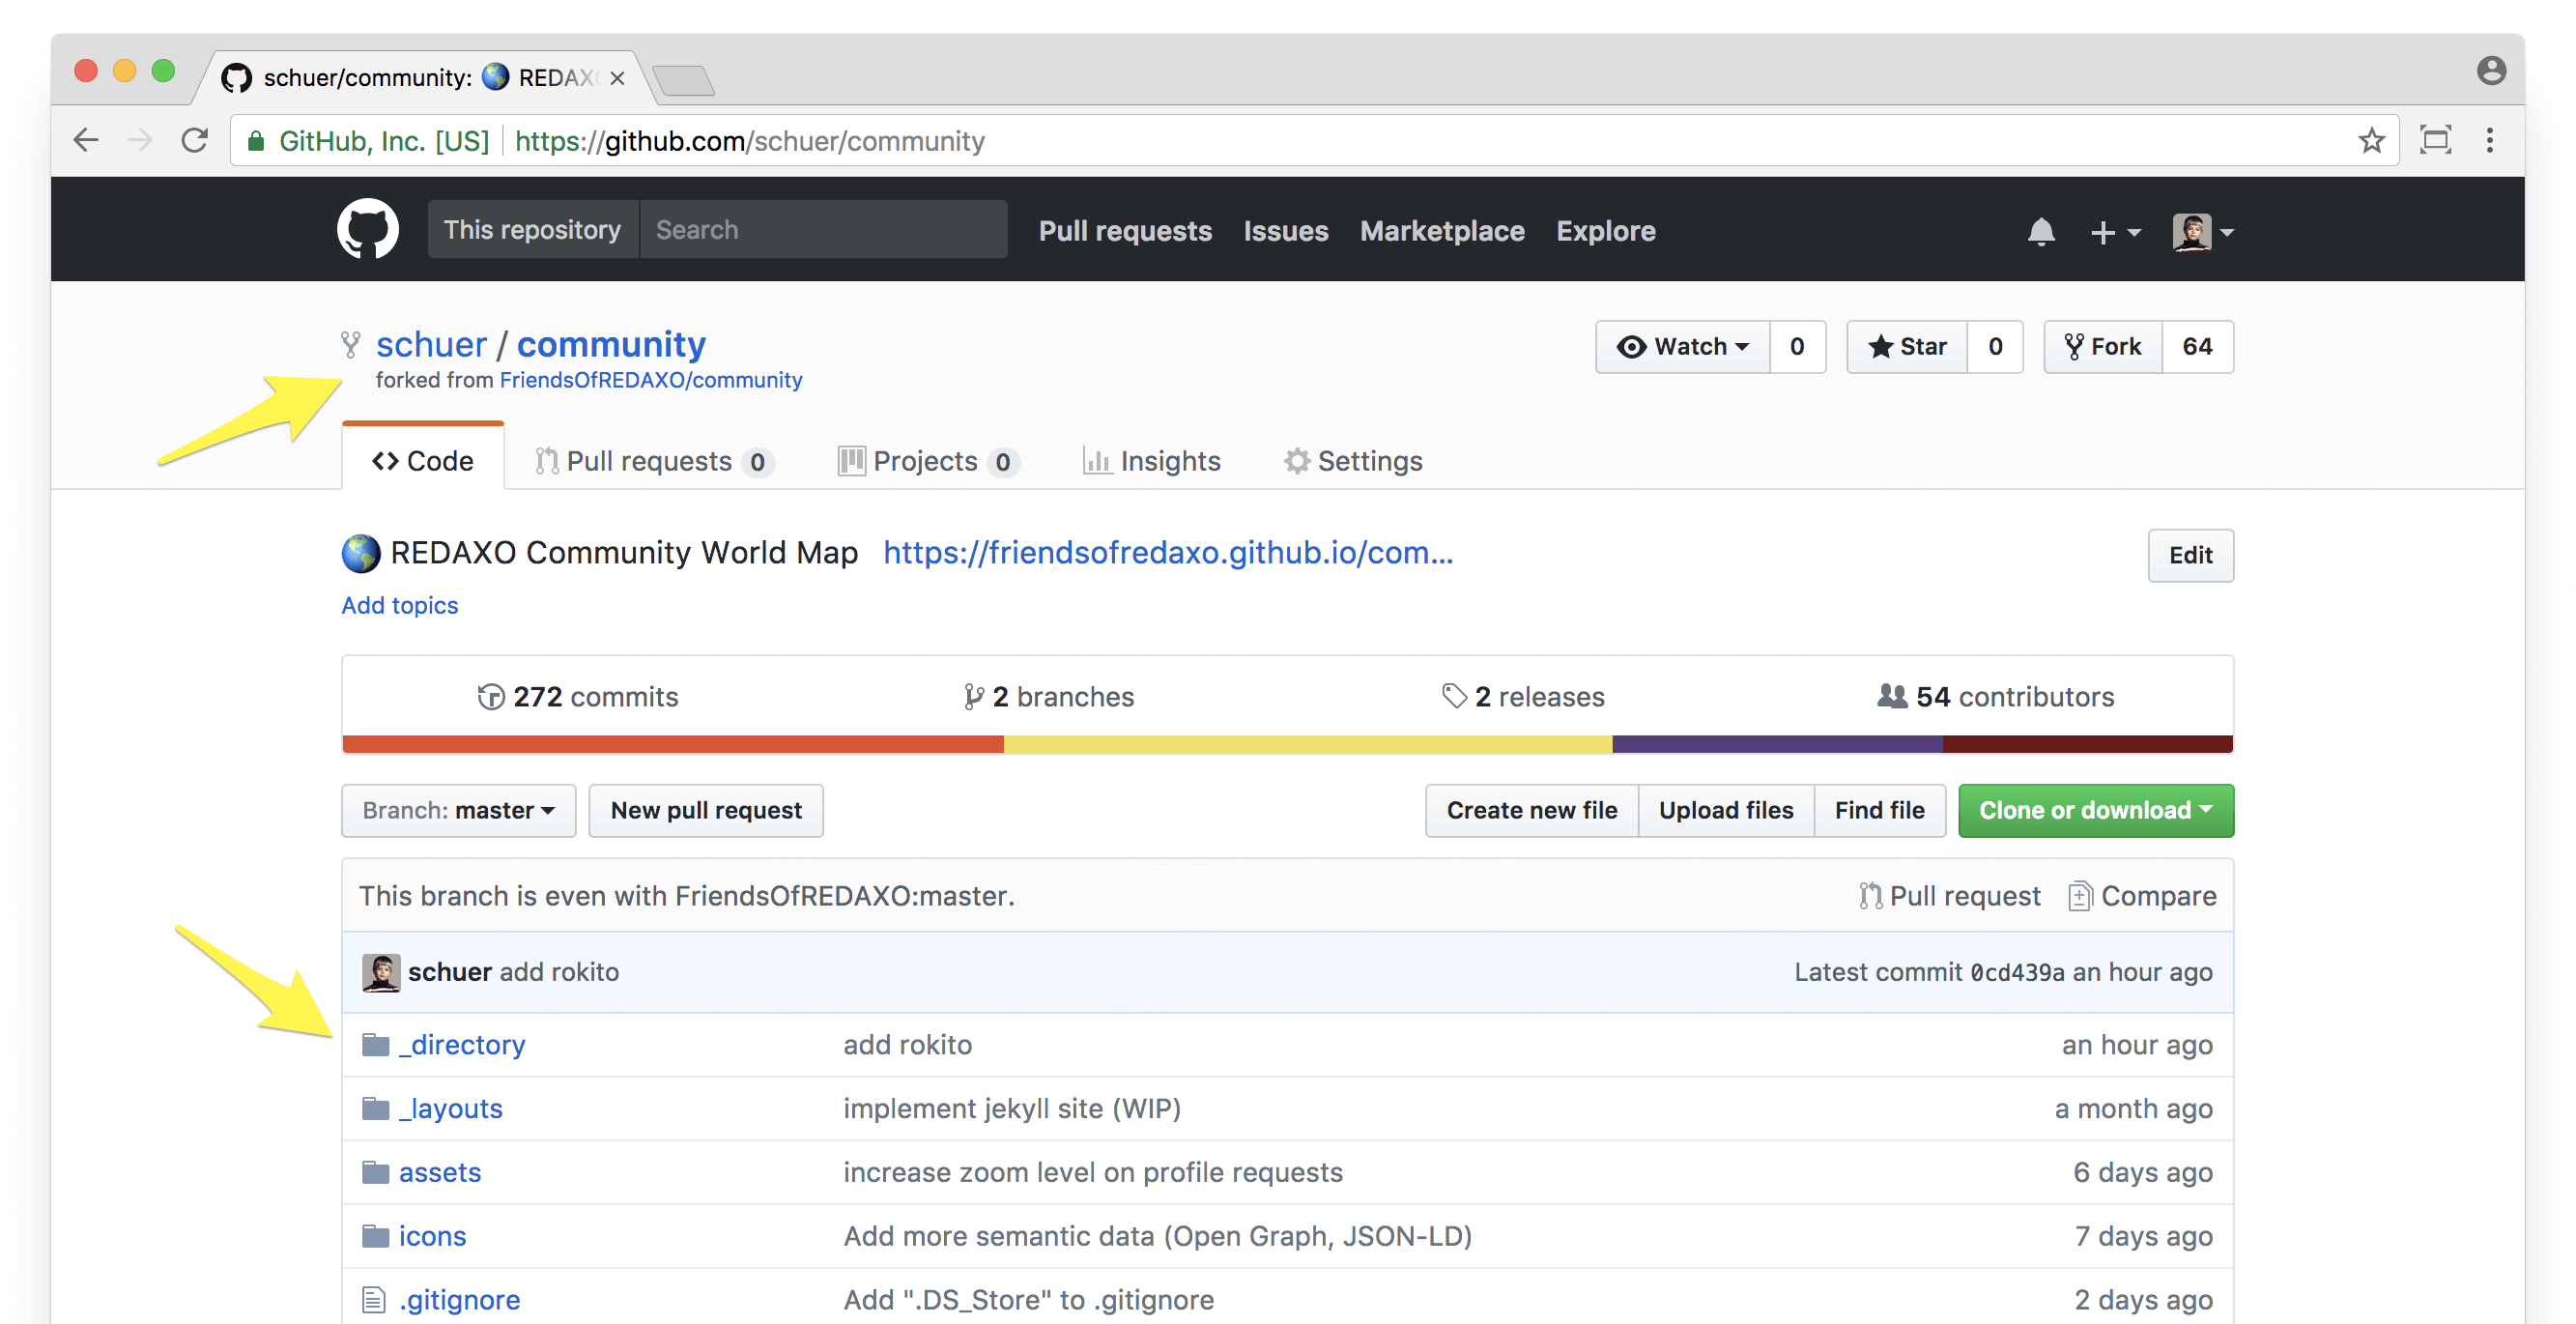 schuer/community: 🌎 REDAXO
GitHub, Inc. [US] https://github.com/schuer/community
This repository Search Pull requests Issues Marketplace Explore
schuer / community Watch 0 Star 0 Fork 64
forked from FriendsOfREDAXO/community
Code Pull requests 0 Projects 0 Insights Settings
🌎 REDAXO Community World Map https://friendsofredaxo.github.io/com... Edit
Add topics
272 commits 2 branches 2 releases 54 contributors
Branch: master New pull request Create new file Upload files Find file Clone or download
This branch is even with FriendsOfREDAXO:master. Pull request Compare
schuer add rokito Latest commit 0cd439a an hour ago
_directory add rokito an hour ago
_layouts implement jekyll site (WIP) a month ago
assets increase zoom level on profile requests 6 days ago
icons Add more semantic data (Open Graph, JSON-LD) 7 days ago
.gitignore Add ".DS_Store" to .gitignore 2 days ago